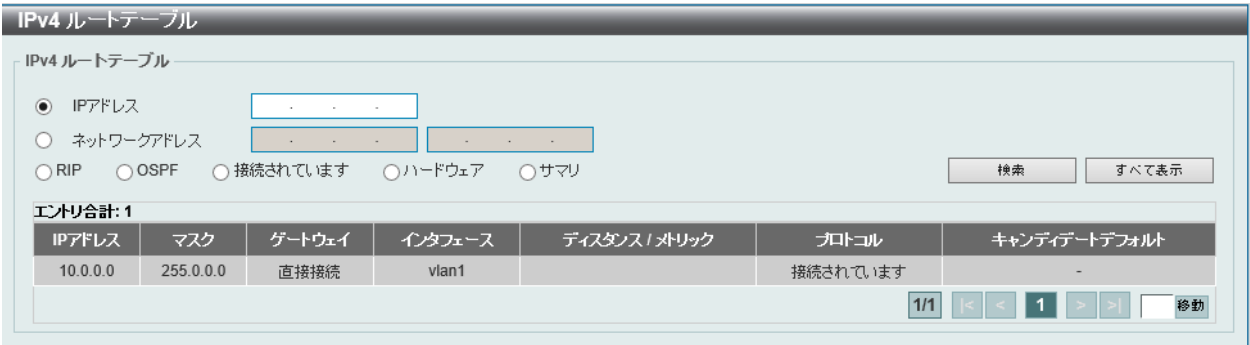 IPv4 ルートテーブル
IPv4 ルートテーブル
IPアドレス . . .
ネットワークアドレス . . . . . .
RIP OSPF 接続されています ハードウェア サマリ 検索 すべて表示
エントリ合計: 1
IPアドレス マスク ゲートウェイ インタフェース ディスタンス / メトリック プロトコル キャンディデートデフォルト
10.0.0.0 255.0.0.0 直接接続 vlan1 接続されています -
1/1 |< < 1 > >| 移動